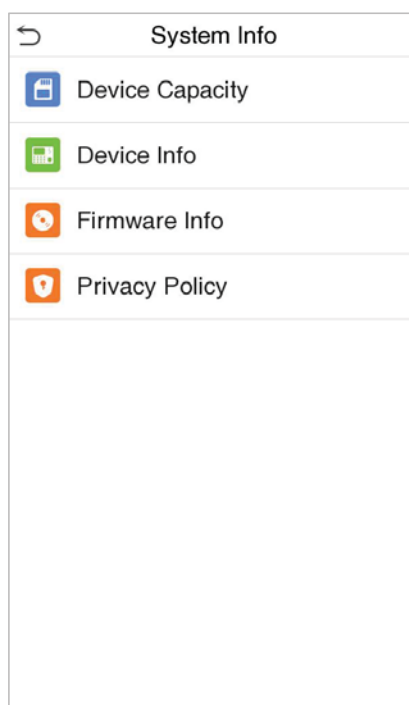 System Info
Device Capacity
Device Info
Firmware Info
Privacy Policy